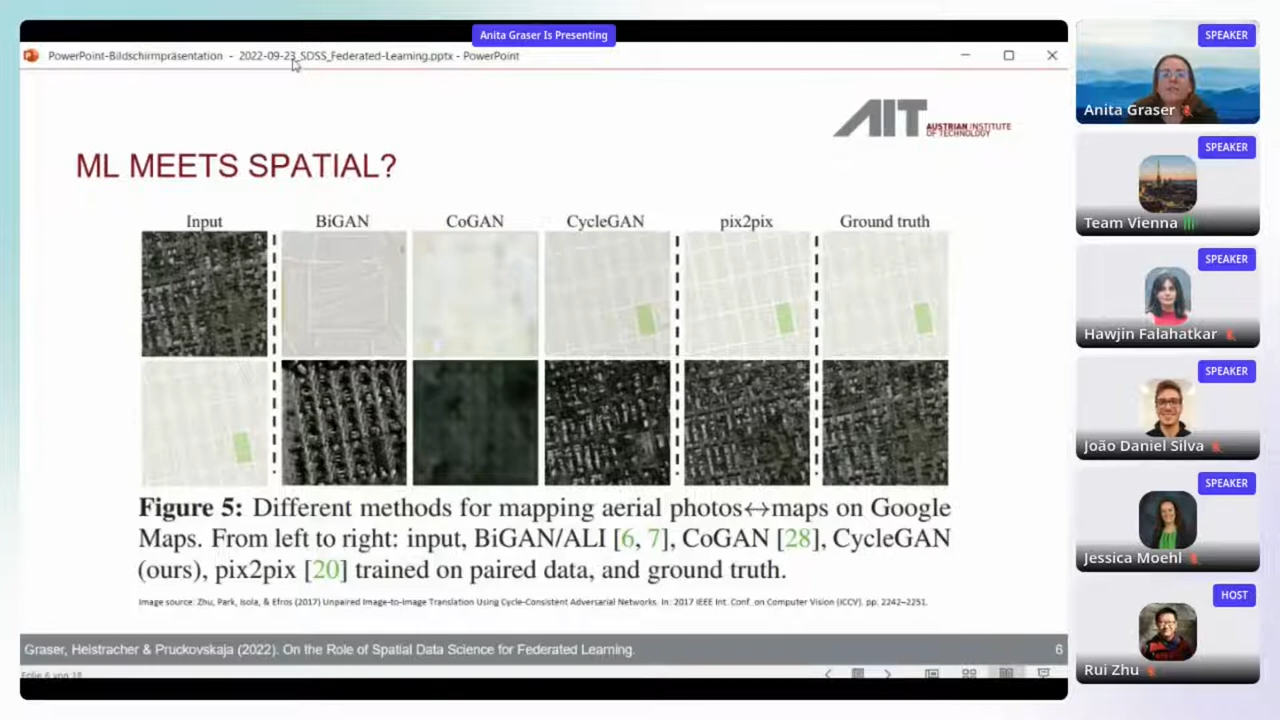 Anita Graser Is Presenting
PowerPoint-Bildschirmpräsentation - 2022-09-23_SDSS_Federated-Learning.pptx - PowerPoint
AIT AUSTRIAN INSTITUTE
OF TECHNOLOGY
ML MEETS SPATIAL?
Input BiGAN CoGAN CycleGAN pix2pix Ground truth
Figure 5: Different methods for mapping aerial photos↔maps on Google
Maps. From left to right: input, BiGAN/ALI [6, 7], CoGAN [28], CycleGAN
(ours), pix2pix [20] trained on paired data, and ground truth.
Image source: Zhu, Park, Isola, & Efros (2017) Unpaired Image-to-Image Translation Using Cycle-Consistent Adversarial Networks. In: 2017 IEEE Int. Conf. on Computer Vision (ICCV). pp. 2242–2251.
Graser, Heistracher & Pruckovskaja (2022). On the Role of Spatial Data Science for Federated Learning. 6
Folie 6 von 18
SPEAKER
Anita Graser
SPEAKER
Team Vienna
SPEAKER
Hawjin Falahatkar
SPEAKER
João Daniel Silva
SPEAKER
Jessica Moehl
HOST
Rui Zhu